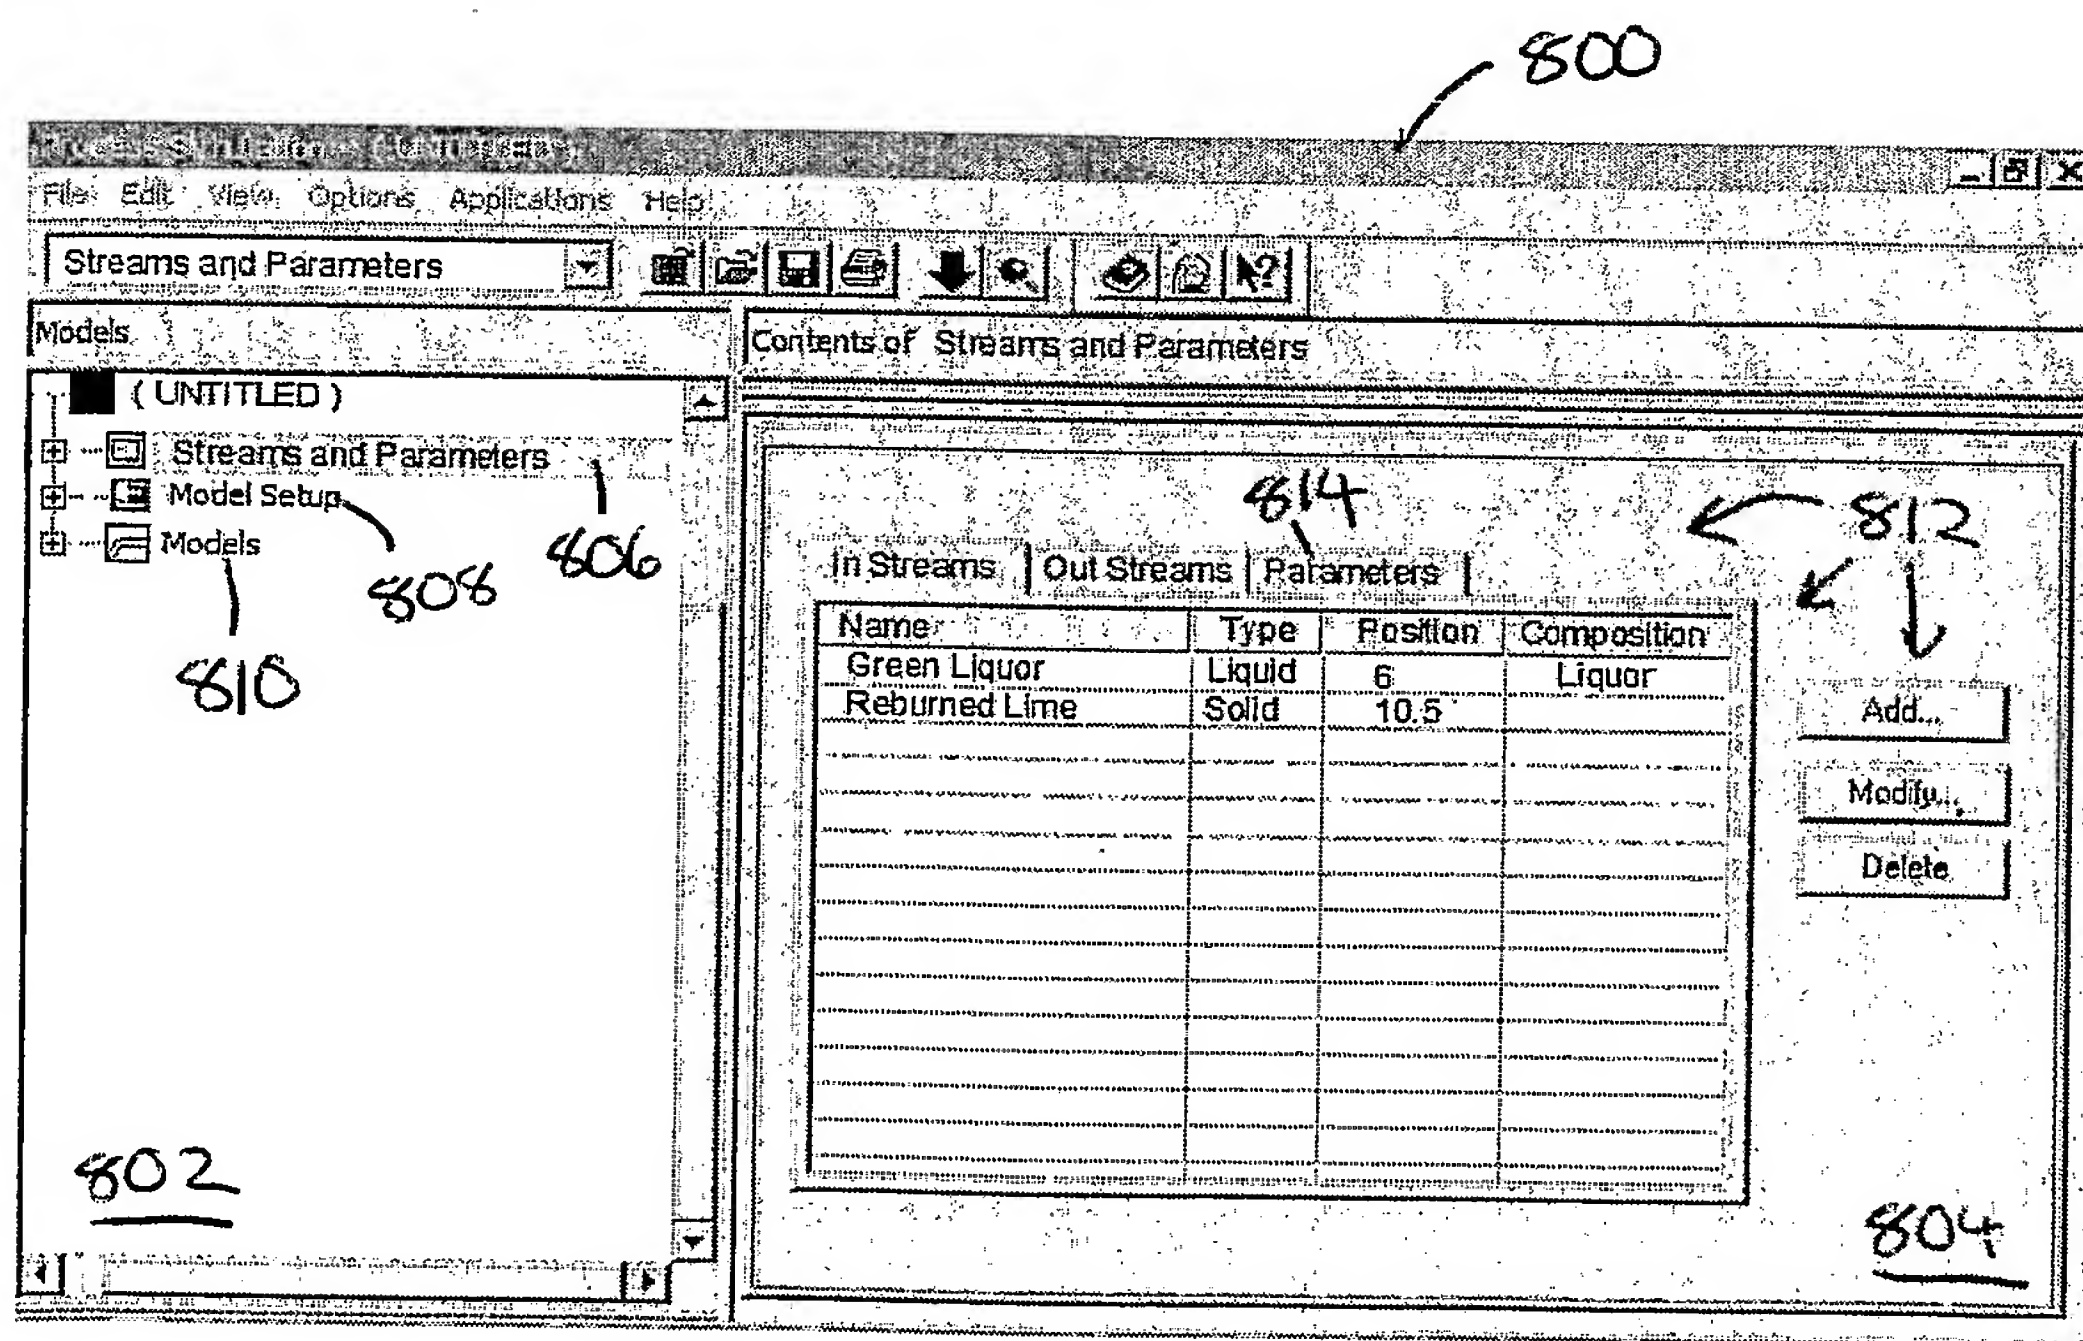 800
File Edit View Options Applications Help
Streams and Parameters
Models
Contents of Streams and Parameters
( UNTITLED )
Streams and Parameters
Model Setup
Models
806
808
810
814
812
In Streams Out Streams Parameters
Name Type Position Composition
Green Liquor Liquid 6 Liquor
Reburned Lime Solid 10.5
Add...
Modify...
Delete
802
804